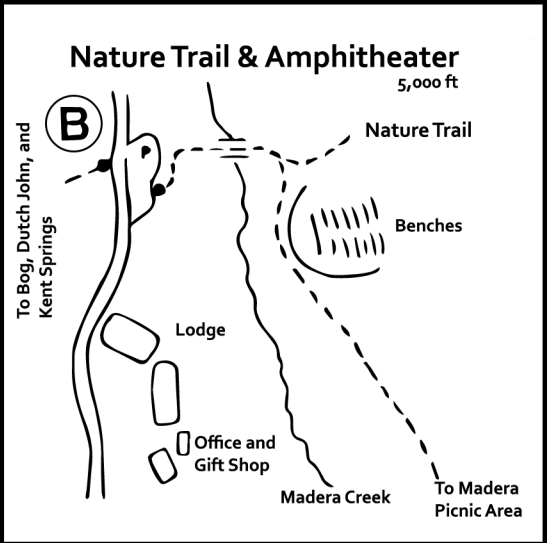 Nature Trail & Amphitheater
5,000 ft
B
P
Nature Trail
To Bog, Dutch John, and
Kent Springs
Benches
Lodge
Office and
Gift Shop
Madera Creek
To Madera
Picnic Area